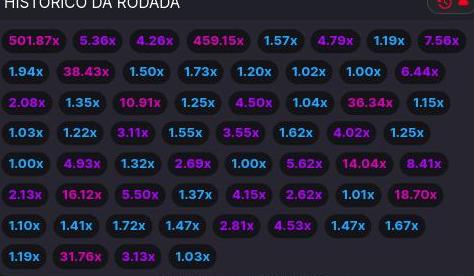 HISTÓRICO DA RODADA
501.87x 5.36x 4.26x 459.15x 1.57x 4.79x 1.19x 7.56x
1.94x 38.43x 1.50x 1.73x 1.20x 1.02x 1.00x 6.44x
2.08x 1.35x 10.91x 1.25x 4.50x 1.04x 36.34x 1.15x
1.03x 1.22x 3.11x 1.55x 3.55x 1.62x 4.02x 1.25x
1.00x 4.93x 1.32x 2.69x 1.00x 5.62x 14.04x 8.41x
2.13x 16.12x 5.50x 1.37x 4.15x 2.62x 1.01x 18.70x
1.10x 1.41x 1.72x 1.47x 2.81x 4.53x 1.47x 1.67x
1.19x 31.76x 3.13x 1.03x